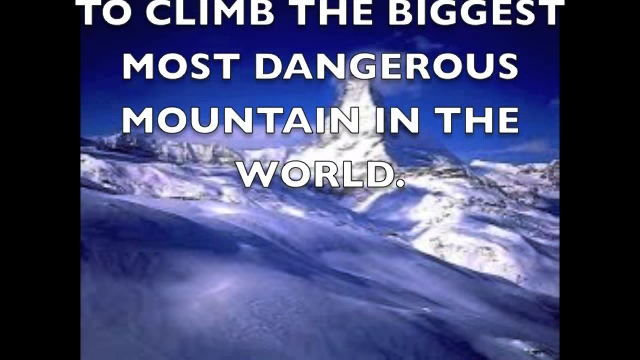 TO CLIMB THE BIGGEST
MOST DANGEROUS
MOUNTAIN IN THE
WORLD.